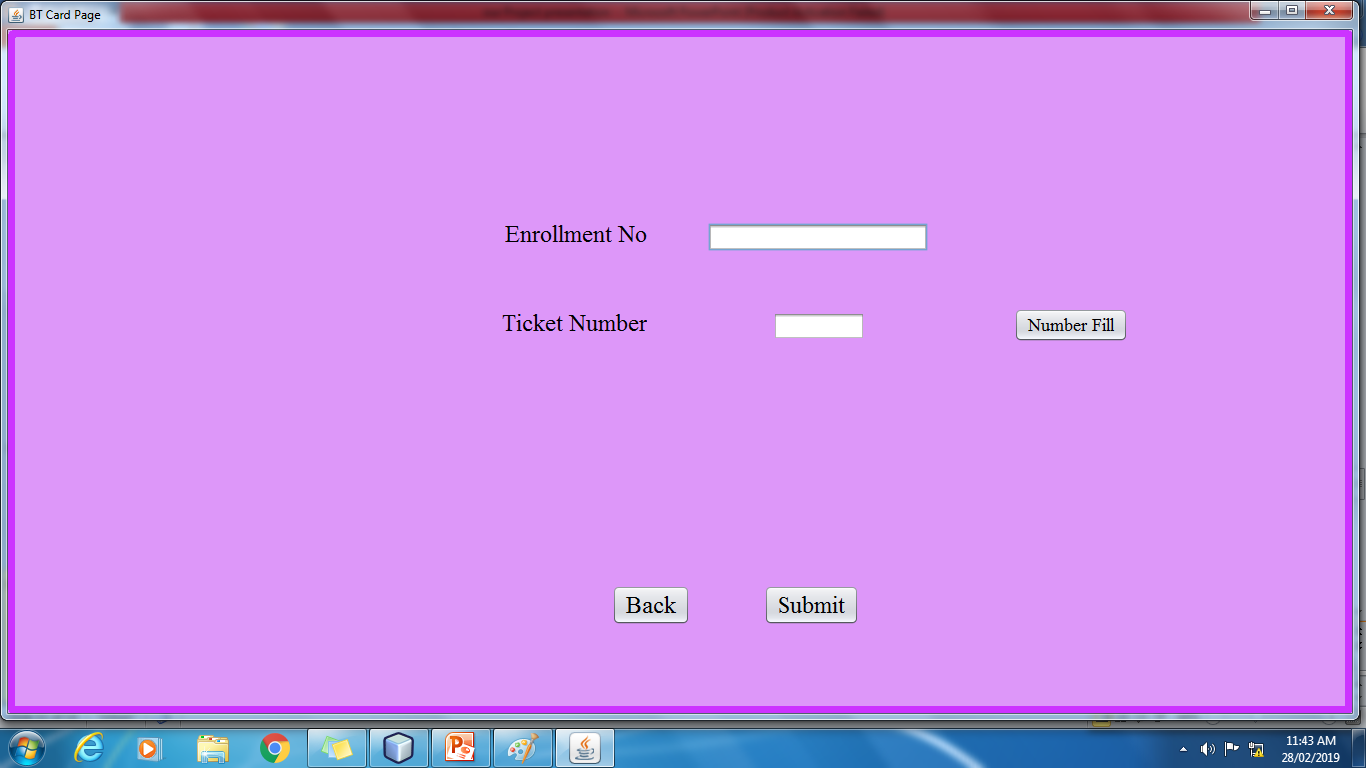 BT Card Page
Enrollment No
Ticket Number
Number Fill
Back
Submit
11:43 AM
28/02/2019